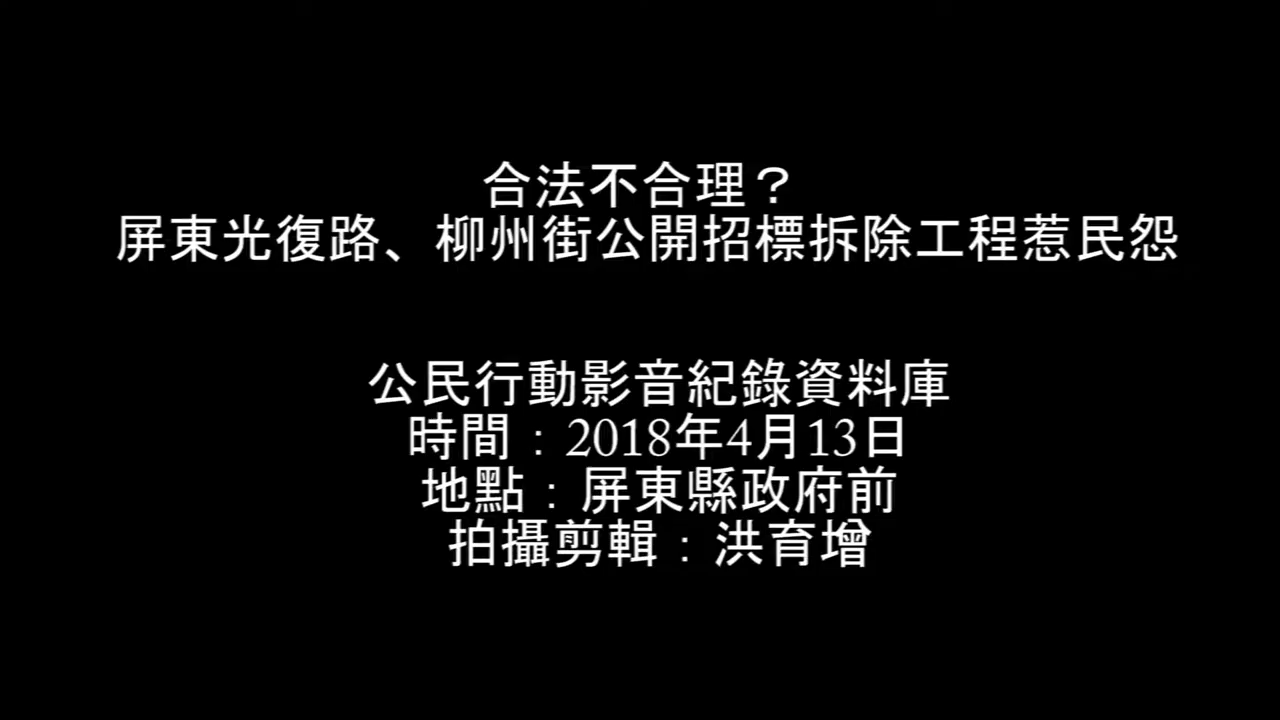 合法不合理？
屏東光復路、柳州街公開招標拆除工程惹民怨
公民行動影音紀錄資料庫
時間：2018年4月13日
地點：屏東縣政府前
拍攝剪輯：洪育增